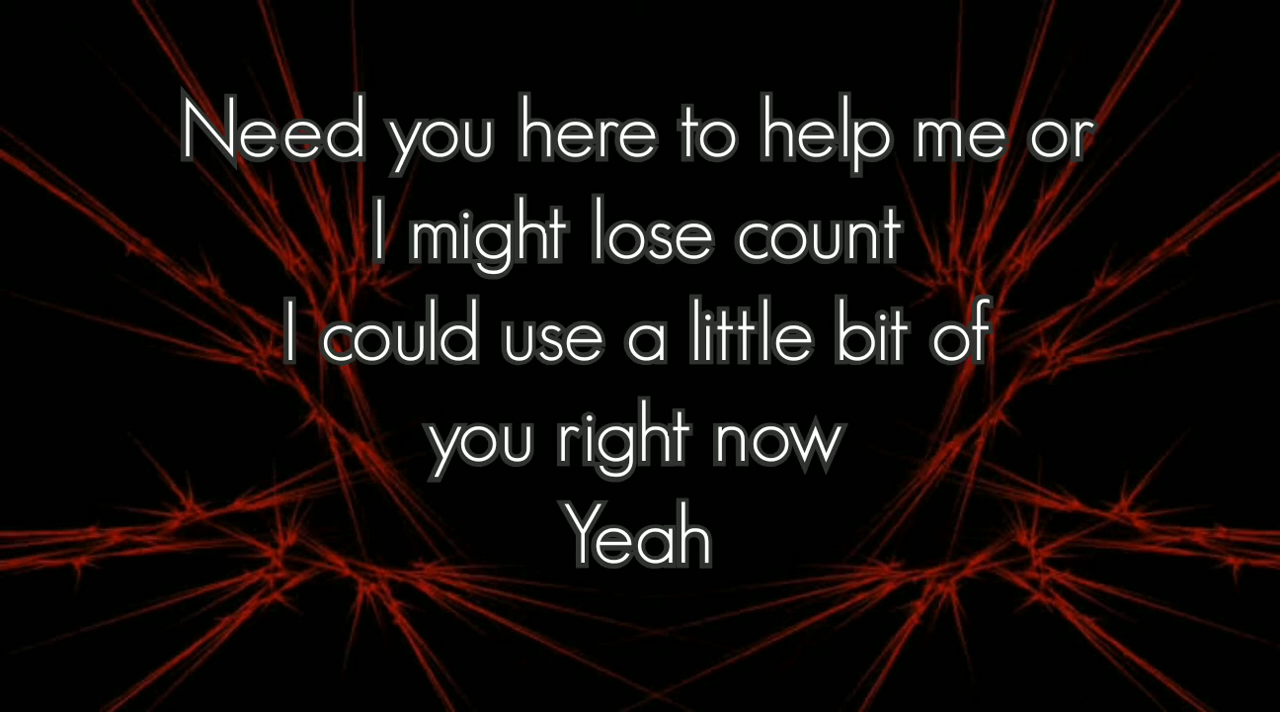 Need you here to help me or
I might lose count
I could use a little bit of
you right now
Yeah